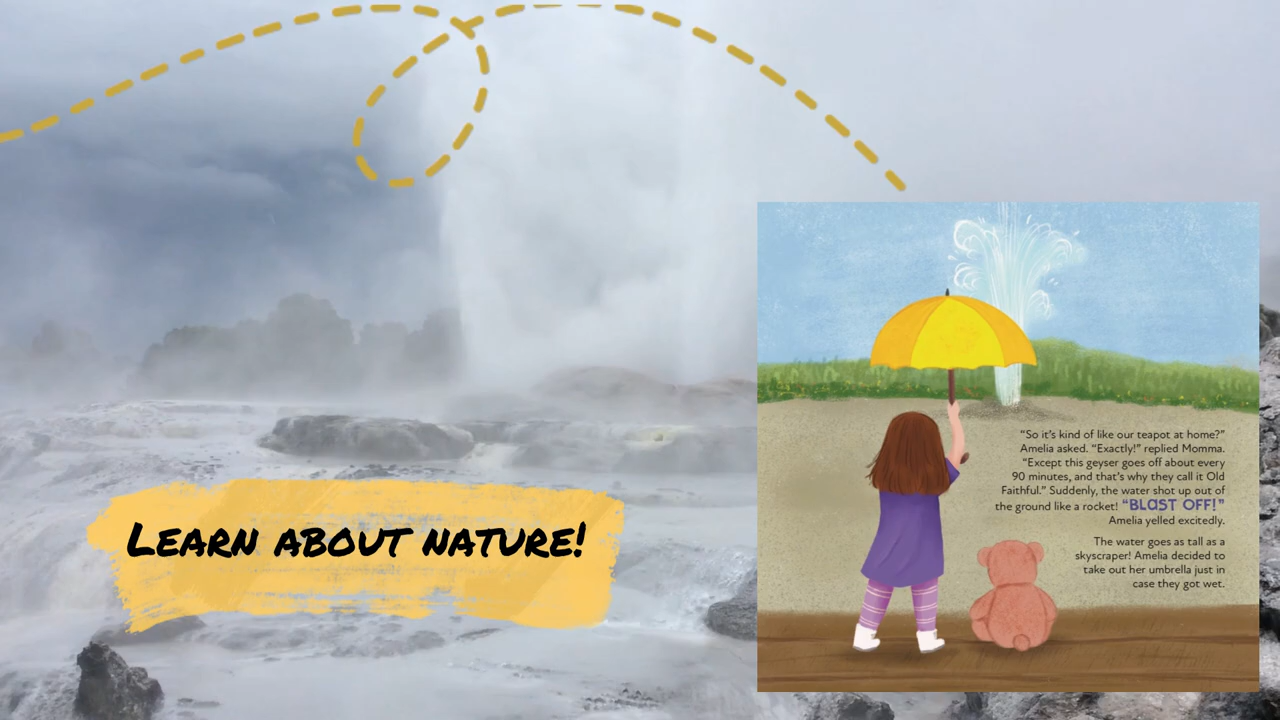 Learn about nature!
“So it’s kind of like our teapot at home?”
Amelia asked. “Exactly!” replied Momma.
“Except this geyser goes off about every
90 minutes, and that’s why they call it Old
Faithful.” Suddenly, the water shot up out of
the ground like a rocket! “BLAST OFF!”
Amelia yelled excitedly.
The water goes as tall as a
skyscraper! Amelia decided to
take out her umbrella just in
case they got wet.